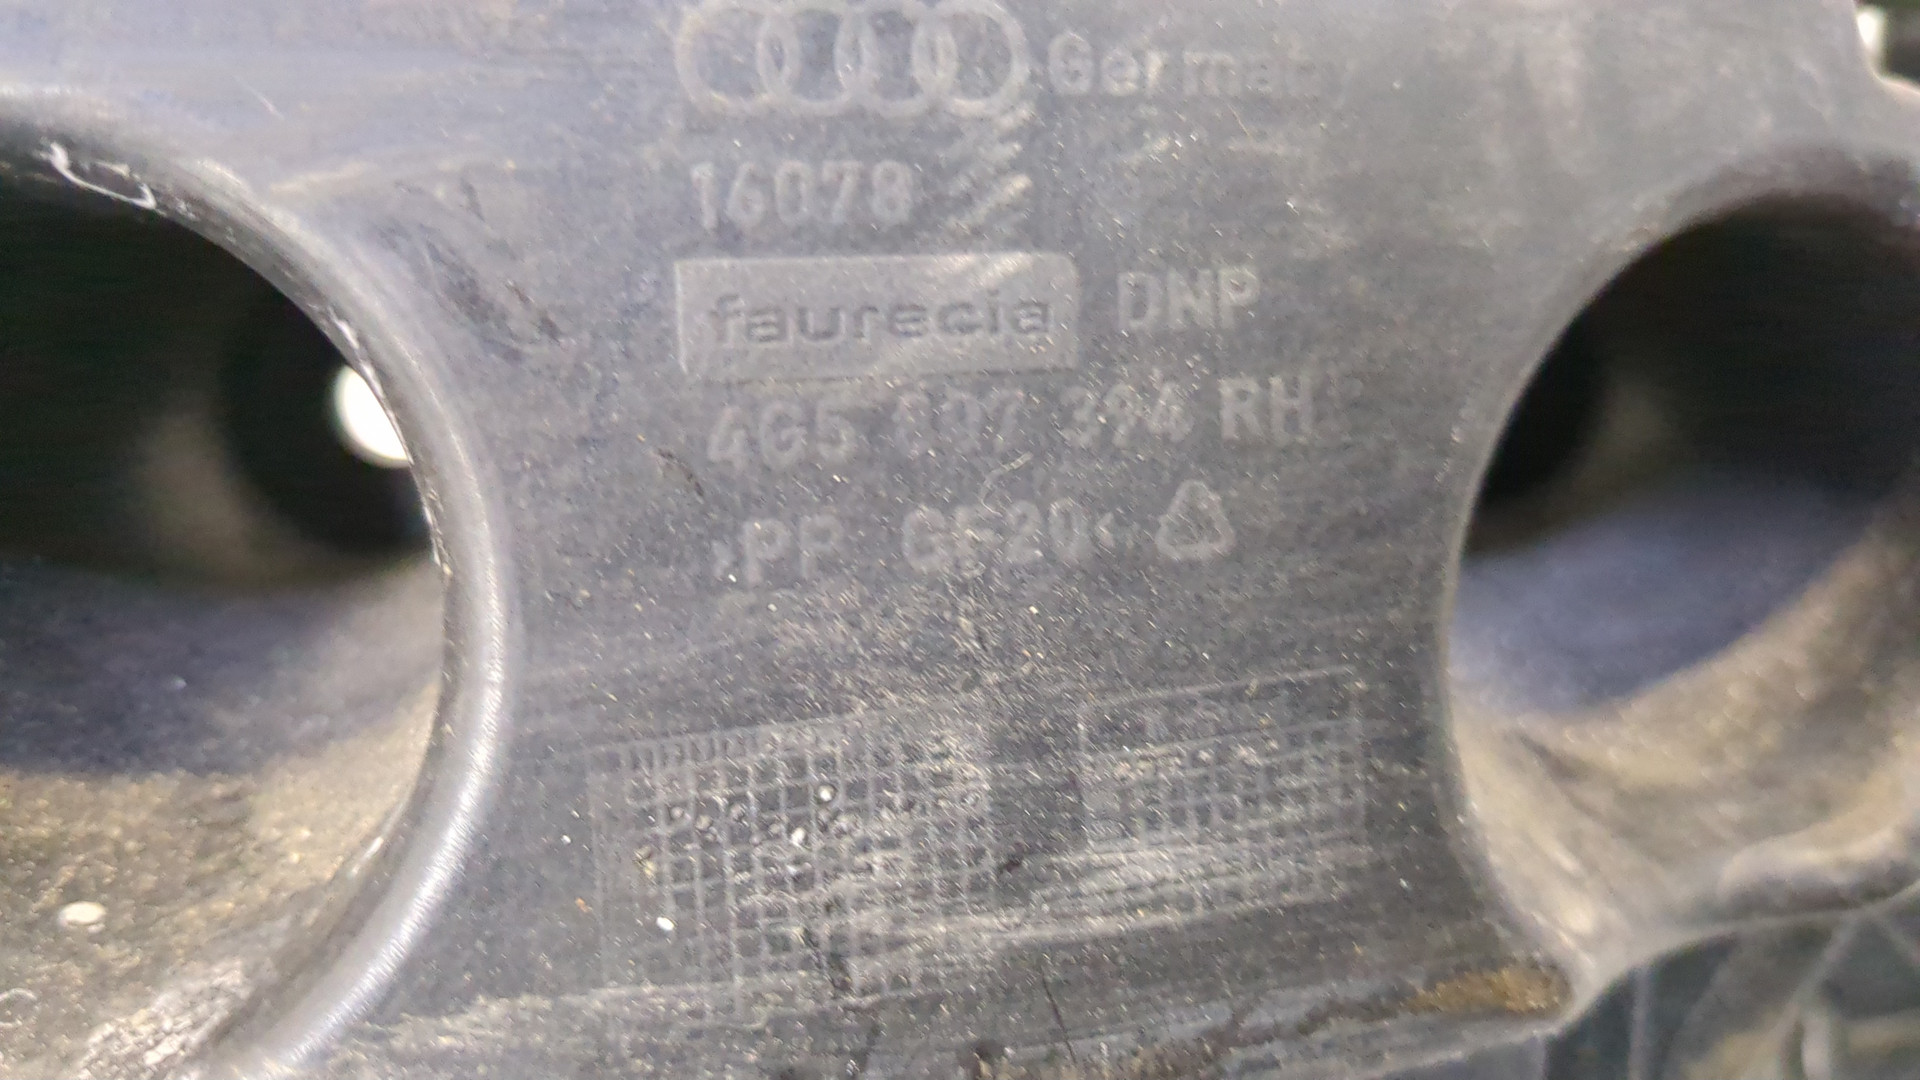 Germany
16078
faurecia DNP
4G5 807 394 RH
>PP GF20<